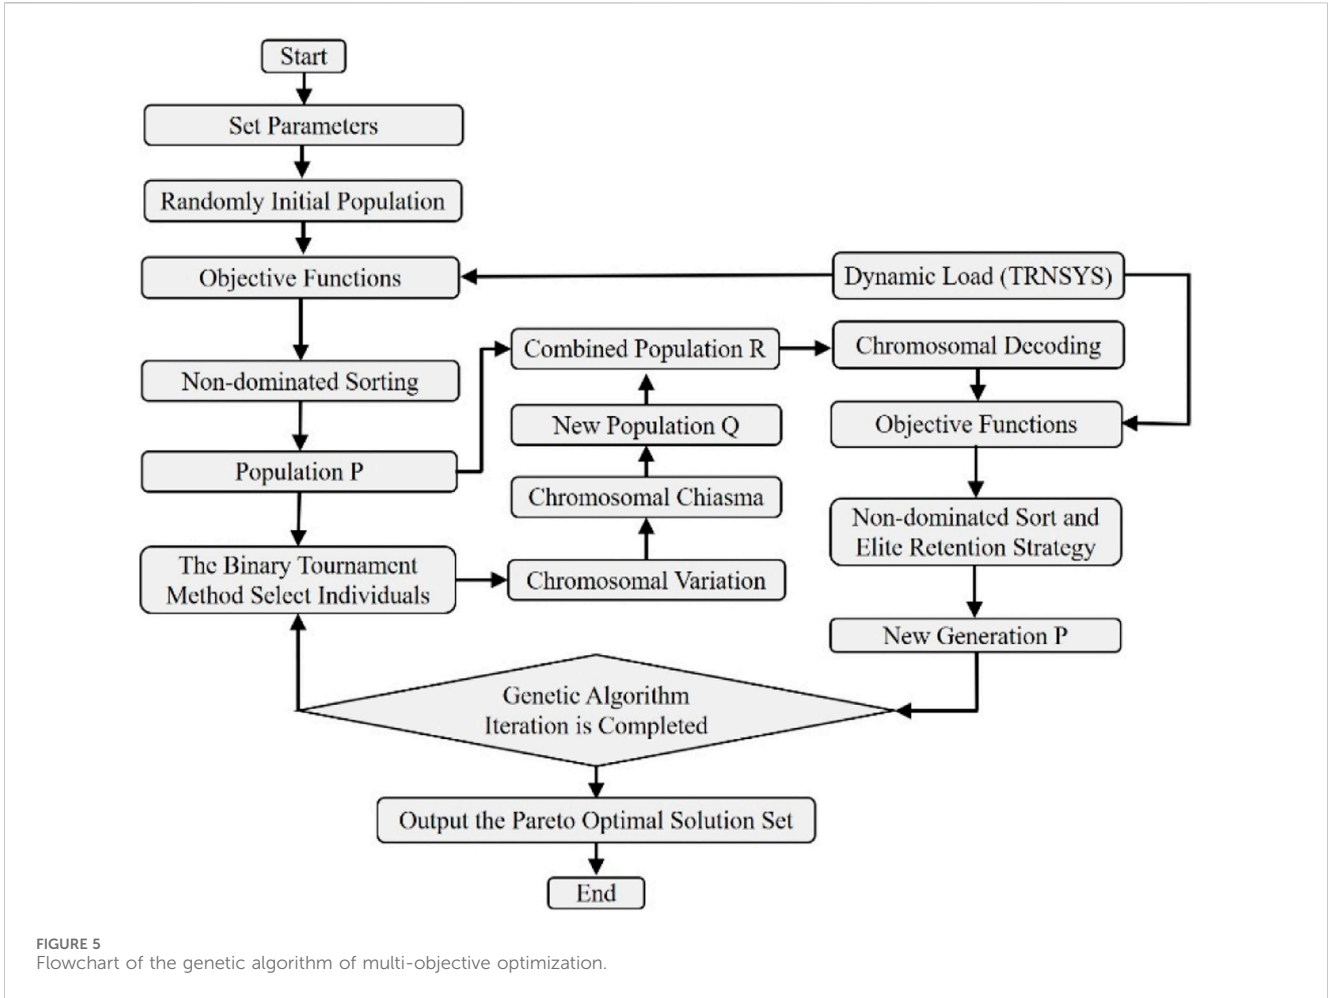 Start
Set Parameters
Randomly Initial Population
Objective Functions
Dynamic Load (TRNSYS)
Non-dominated Sorting
Combined Population R
Chromosomal Decoding
New Population Q
Objective Functions
Population P
Chromosomal Chiasma
Non-dominated Sort and
Elite Retention Strategy
The Binary Tournament
Method Select Individuals
Chromosomal Variation
New Generation P
Genetic Algorithm
Iteration is Completed
Output the Pareto Optimal Solution Set
End
FIGURE 5
Flowchart of the genetic algorithm of multi-objective optimization.